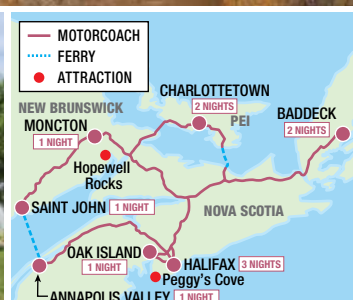 MOTORCOACH
FERRY
ATTRACTION
CHARLOTTETOWN
2 NIGHTS
PEI
BADDECK
2 NIGHTS
NEW BRUNSWICK
MONCTON
1 NIGHT
Hopewell
Rocks
SAINT JOHN 1 NIGHT
NOVA SCOTIA
OAK ISLAND
1 NIGHT
HALIFAX 3 NIGHTS
Peggy's Cove
ANNAPOLIS VALLEY 1 NIGHT